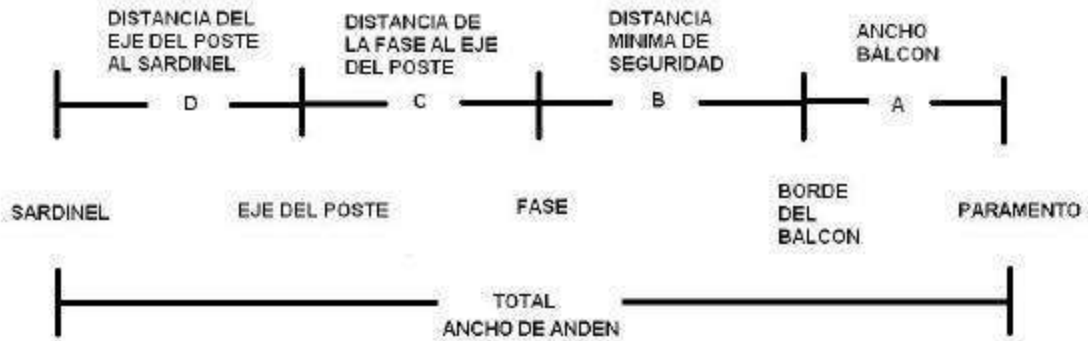 DISTANCIA DEL
EJE DEL POSTE
AL SARDINEL
DISTANCIA DE
LA FASE AL EJE
DEL POSTE
DISTANCIA
MINIMA DE
SEGURIDAD
ANCHO
BALCON
D
C
B
A
SARDINEL
EJE DEL POSTE
FASE
BORDE
DEL
BALCON
PARAMENTO
TOTAL
ANCHO DE ANDEN